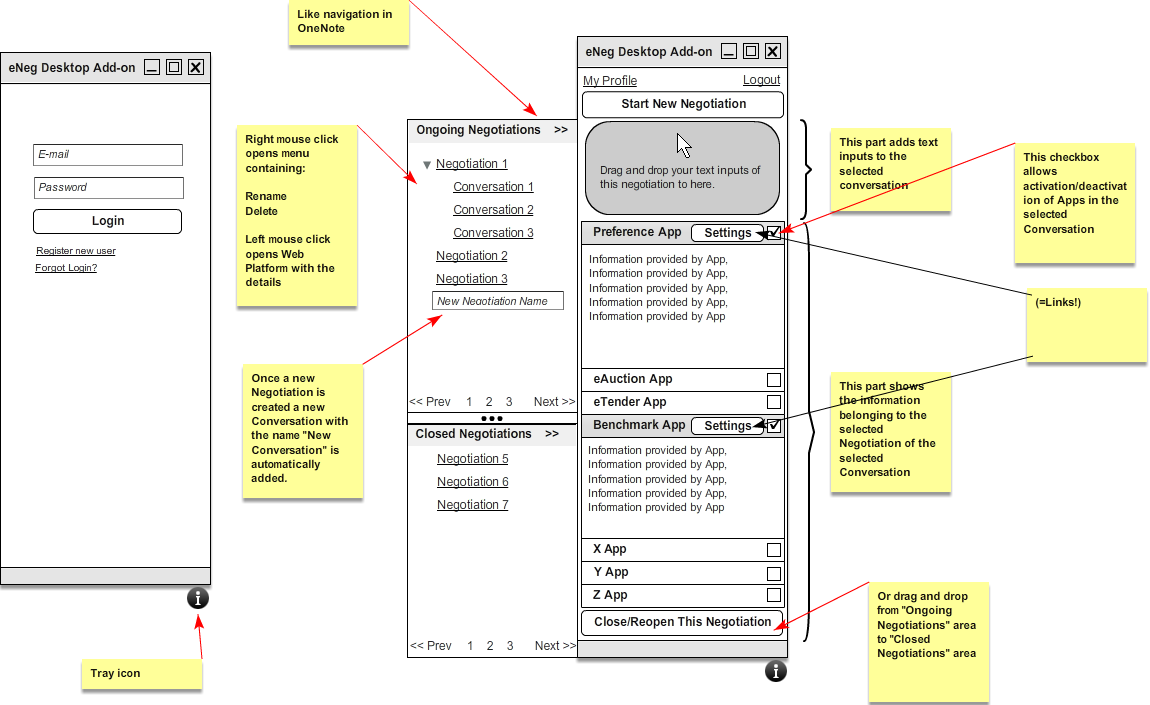 Like navigation in
OneNote
eNeg Desktop Add-on
E-mail
Password
Login
Register new user
Forgot Login?
Tray icon
Right mouse click
opens menu
containing:
Rename
Delete
Left mouse click
opens Web
Platform with the
details
Once a new
Negotiation is
created a new
Conversation with
the name "New
Conversation" is
automatically
added.
Ongoing Negotiations >>
Negotiation 1
Conversation 1
Conversation 2
Conversation 3
Negotiation 2
Negotiation 3
New Negotiation Name
<< Prev 1 2 3 Next >>
Closed Negotiations >>
Negotiation 5
Negotiation 6
Negotiation 7
<< Prev 1 2 3 Next >>
eNeg Desktop Add-on
My Profile Logout
Start New Negotiation
Drag and drop your text inputs of
this negotiation to here.
Preference App Settings
Information provided by App,
Information provided by App,
Information provided by App,
Information provided by App,
Information provided by App
eAuction App
eTender App
Benchmark App Settings
Information provided by App,
Information provided by App,
Information provided by App,
Information provided by App,
Information provided by App
X App
Y App
Z App
Close/Reopen This Negotiation
This part adds text
inputs to the
selected
conversation
This checkbox
allows
activation/deactivat
ion of Apps in the
selected
Conversation
(=Links!)
This part shows
the information
belonging to the
selected
Negotiation of the
selected
Conversation
Or drag and drop
from "Ongoing
Negotiations" area
to "Closed
Negotiations" area